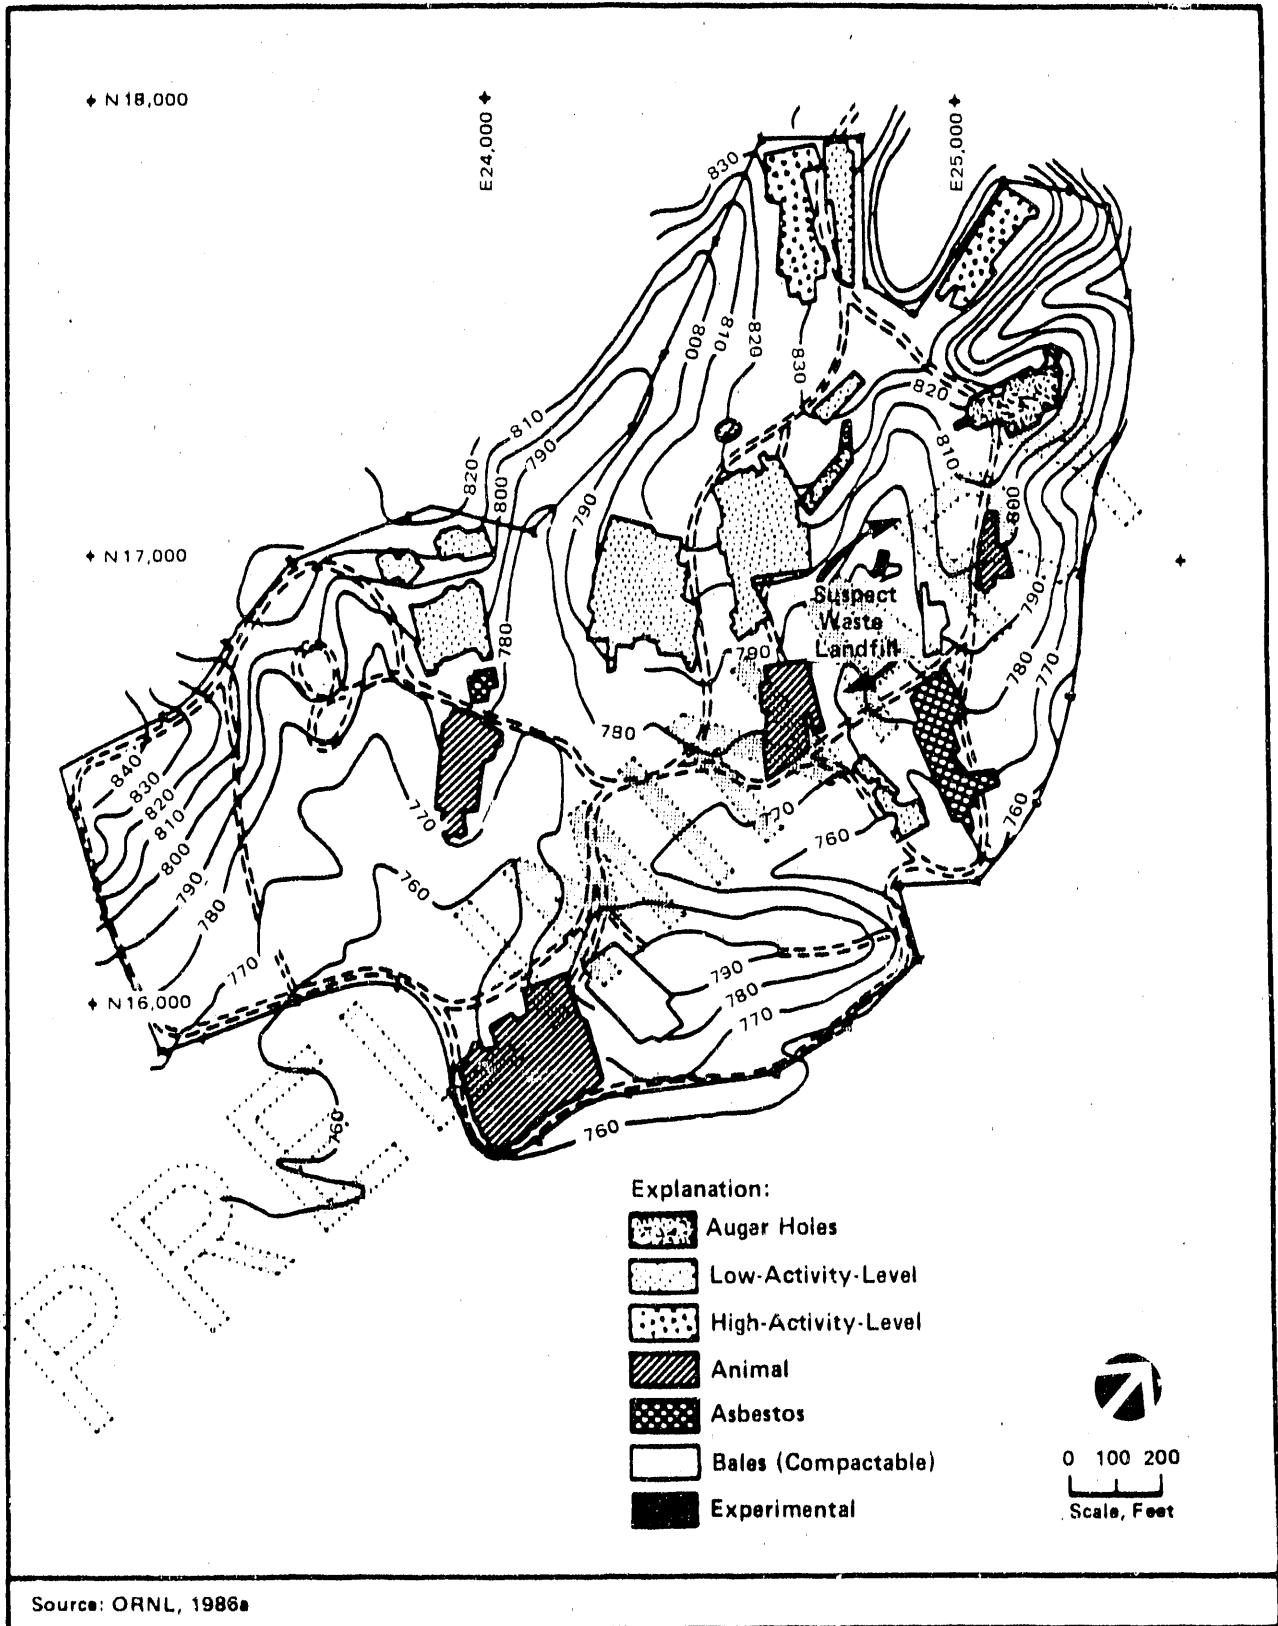 N 18,000
E24,000
E25,000
830
800
810
820
830
820
810
790
820
800
790
810
800
N 17,000
Suspect
Waste
Landfill
790
780
790
780
770
780
840
830
820
810
800
790
780
770
770
760
770
760
760
790
780
770
N 16,000
760
760
PRELI
Explanation:
Augar Holes
Low-Activity-Level
High-Activity-Level
Animal
Asbestos
Bales (Compactable)
Experimental
0 100 200
Scale, Feet
Source: ORNL, 1986a